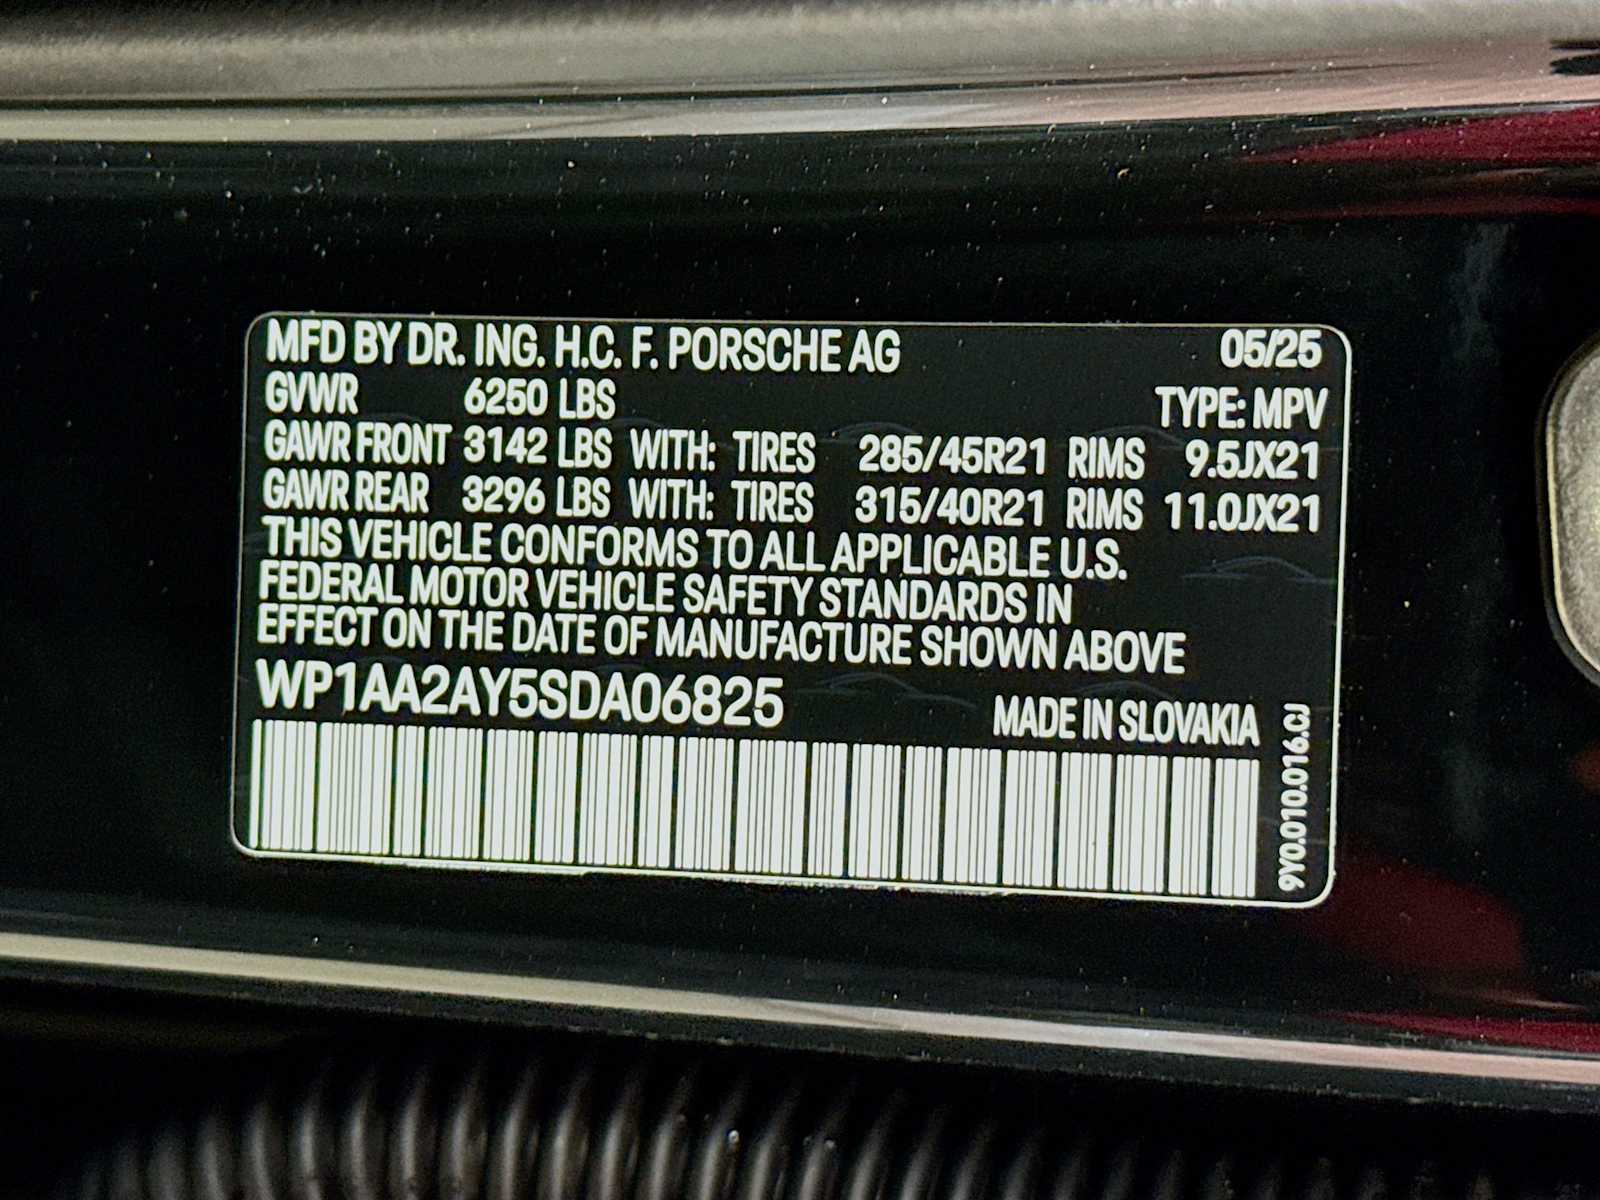 MFD BY DR. ING. H.C. F. PORSCHE AG 05/25
GVWR 6250 LBS TYPE: MPV
GAWR FRONT 3142 LBS WITH: TIRES 285/45R21 RIMS 9.5JX21
GAWR REAR 3296 LBS WITH: TIRES 315/40R21 RIMS 11.0JX21
THIS VEHICLE CONFORMS TO ALL APPLICABLE U.S.
FEDERAL MOTOR VEHICLE SAFETY STANDARDS IN
EFFECT ON THE DATE OF MANUFACTURE SHOWN ABOVE
WP1AA2AY5SDA06825 MADE IN SLOVAKIA
9Y0.010.016.CJ